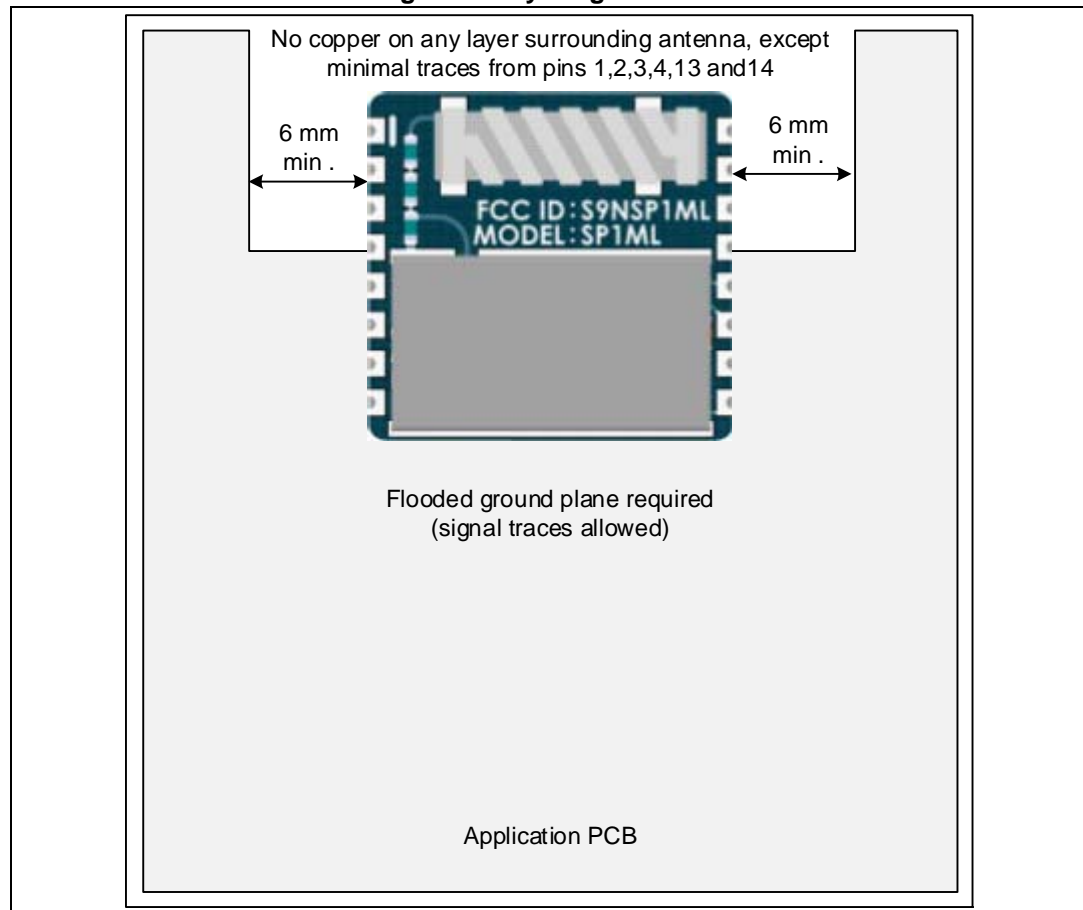 No copper on any layer surrounding antenna, except
minimal traces from pins 1,2,3,4,13 and14
6 mm
min .
6 mm
min .
FCC ID:S9NSP1ML
MODEL:SP1ML
Flooded ground plane required
(signal traces allowed)
Application PCB